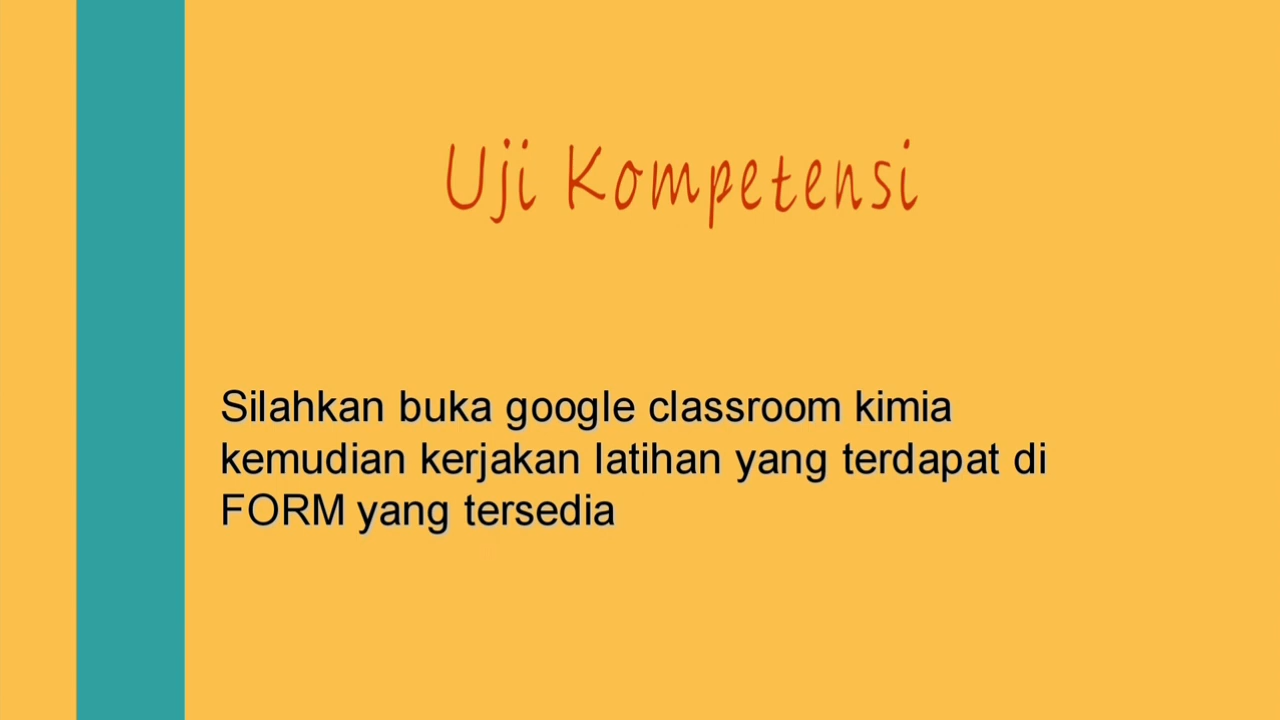 Uji Kompetensi
Silahkan buka google classroom kimia
kemudian kerjakan latihan yang terdapat di
FORM yang tersedia